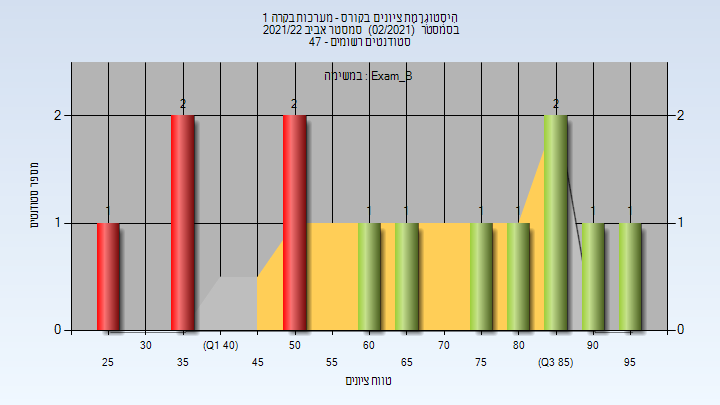 היסטוגרמת ציונים בקורס - מערכות בקרה 1
בסמסטר (02/2021) סמסטר אביב 2021/22
סטודנטים רשומים - 47
במשימה : Exam_B
2 2 2
2 2
מספר סטודנטים
1 1 1 1 1 1 1
1 1
0 0
30 (Q1 40) 50 60 70 80 90
25 35 45 55 65 75 (Q3 85) 95
טווח ציונים